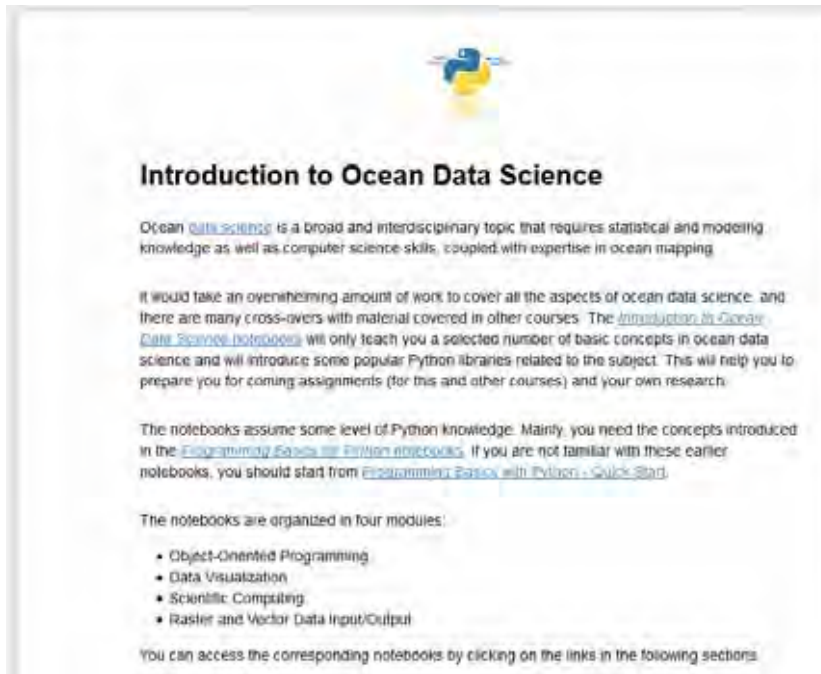 Introduction to Ocean Data Science
Ocean data science is a broad and interdisciplinary topic that requires statistical and modeling
knowledge as well as computer science skills, coupled with expertise in ocean mapping.
It would take an overwhelming amount of work to cover all the aspects of ocean data science, and
there are many cross-overs with material covered in other courses. The Introduction to Ocean
Data Science notebooks will only teach you a selected number of basic concepts in ocean data
science and will introduce some popular Python libraries related to the subject. This will help you to
prepare you for coming assignments (for this and other courses) and your own research.
The notebooks assume some level of Python knowledge. Mainly, you need the concepts introduced
in the Programming Basics for Python notebooks. If you are not familiar with these earlier
notebooks, you should start from Programming Basics with Python - Quick Start.
The notebooks are organized in four modules:
• Object-Oriented Programming
• Data Visualization
• Scientific Computing
• Raster and Vector Data Input/Output
You can access the corresponding notebooks by clicking on the links in the following sections.